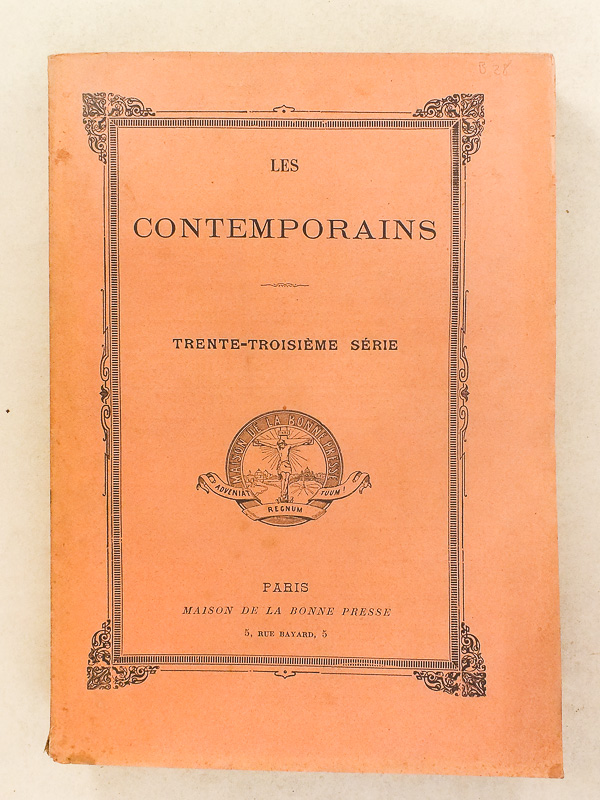 B.28
LES
CONTEMPORAINS
TRENTE-TROISIÈME SÉRIE
MAISON DE LA BONNE PRESSE
ADVENIAT REGNUM TUUM!
PARIS
MAISON DE LA BONNE PRESSE
5, RUE BAYARD, 5